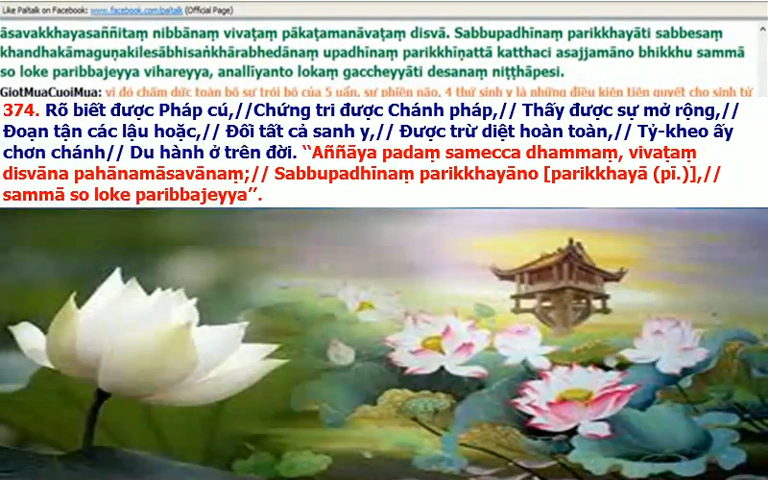 Like Paltalk on Facebook: www.facebook.com/paltalk (Official Page)
āsavakkhayasaññitaṃ nibbānaṃ vivaṭaṃ pākaṭamanāvaṭaṃ disvā. Sabbupadhīnaṃ parikkhayāti sabbesaṃ
khandhakāmaguṇakilesābhisaṅkhārabhedānaṃ upadhīnaṃ parikkhīṇattā katthaci asajjamāno bhikkhu sammā
so loke paribbajeyya vihareyya, anallīyanto lokaṃ gaccheyyāti desanaṃ niṭṭhāpesi.
GiotMuaCuoiMua: vị đó chấm dứt toàn bộ sự trói bộ của 5 uẩn, sự phiền não, 4 thứ sinh y là những điều kiện tiên quyết cho sinh tử
374. Rõ biết được Pháp cú,//Chứng tri được Chánh pháp,// Thấy được sự mở rộng,//
Đoạn tận các lậu hoặc,// Đối tất cả sanh y,// Được trừ diệt hoàn toàn,// Tỷ-kheo ấy
chơn chánh// Du hành ở trên đời. ‘‘Aññāya padaṃ samecca dhammaṃ, vivaṭaṃ
disvāna pahānamāsavānaṃ;// Sabbupadhīnaṃ parikkhayāno [parikkhayā (pī.)],//
sammā so loke paribbajeyya’’.